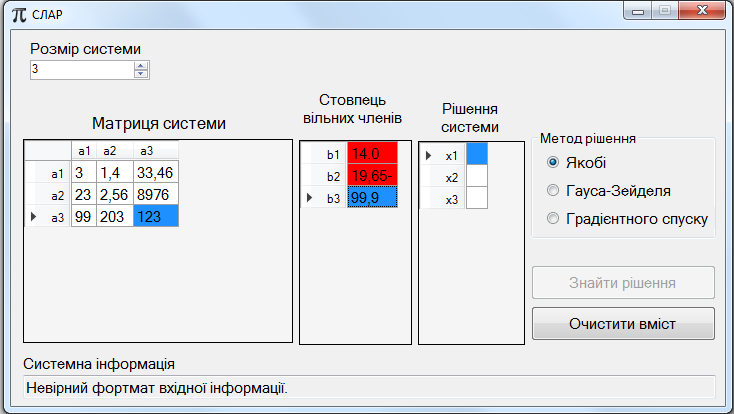 π СЛАР
Розмір системи
3
Матриця системи
a1 a2 a3
a1 3 1,4 33,46
a2 23 2,56 8976
a3 99 203 123
Стовпець
вільних членів
b1 14.0
b2 19,65-
b3 99,9
Рішення
системи
x1
x2
x3
Метод рішення
Якобі
Гауса-Зейделя
Градієнтного спуску
Знайти рішення
Очистити вміст
Системна інформація
Невірний фортмат вхідної інформації.